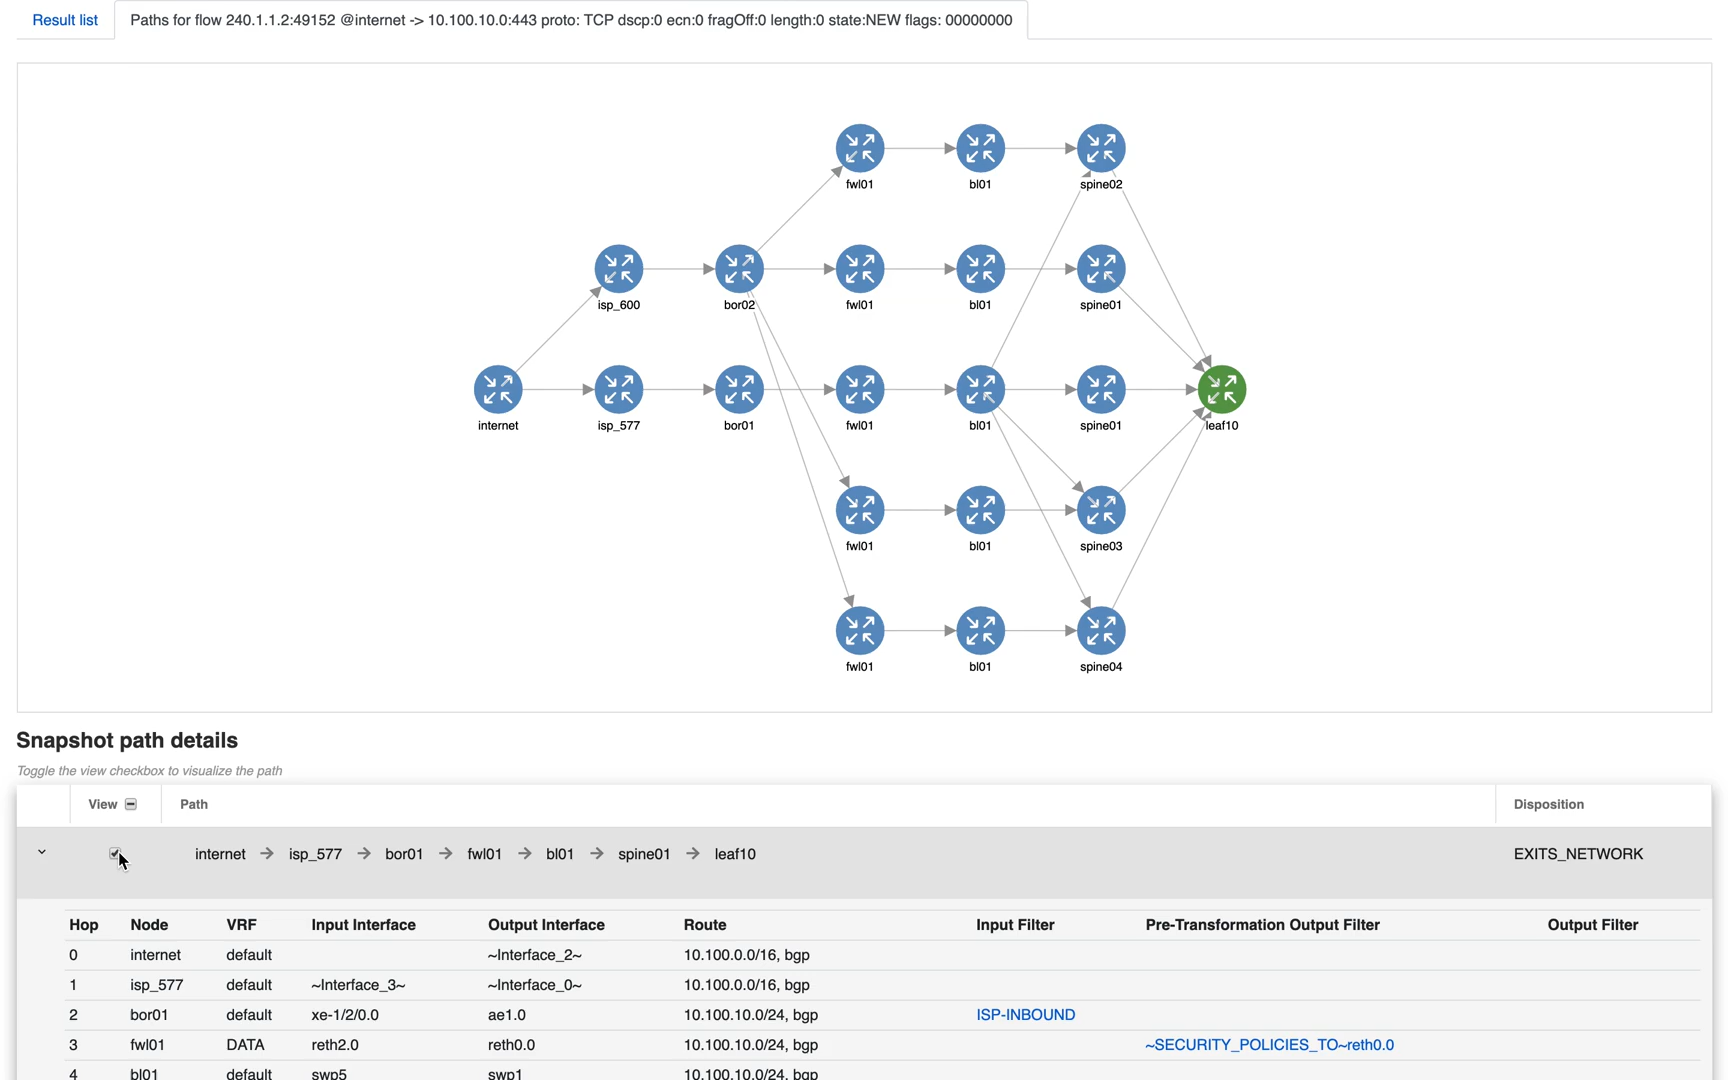 Result list
Paths for flow 240.1.1.2:49152 @internet -> 10.100.10.0:443 proto: TCP dscp:0 ecn:0 fragOff:0 length:0 state:NEW flags: 00000000
fwl01 bl01 spine02
isp_600 bor02 fwl01 bl01 spine01
internet isp_577 bor01 fwl01 bl01 spine01 leaf10
fwl01 bl01 spine03
fwl01 bl01 spine04
Snapshot path details
Toggle the view checkbox to visualize the path
View Path Disposition
internet → isp_577 → bor01 → fwl01 → bl01 → spine01 → leaf10 EXITS_NETWORK
Hop Node VRF Input Interface Output Interface Route Input Filter Pre-Transformation Output Filter Output Filter
0 internet default ~Interface_2~ 10.100.0.0/16, bgp
1 isp_577 default ~Interface_3~ ~Interface_0~ 10.100.0.0/16, bgp
2 bor01 default xe-1/2/0.0 ae1.0 10.100.10.0/24, bgp ISP-INBOUND
3 fwl01 DATA reth2.0 reth0.0 10.100.10.0/24, bgp ~SECURITY_POLICIES_TO~reth0.0
4 bl01 default swp5 swp1 10.100.10.0/24, bgp